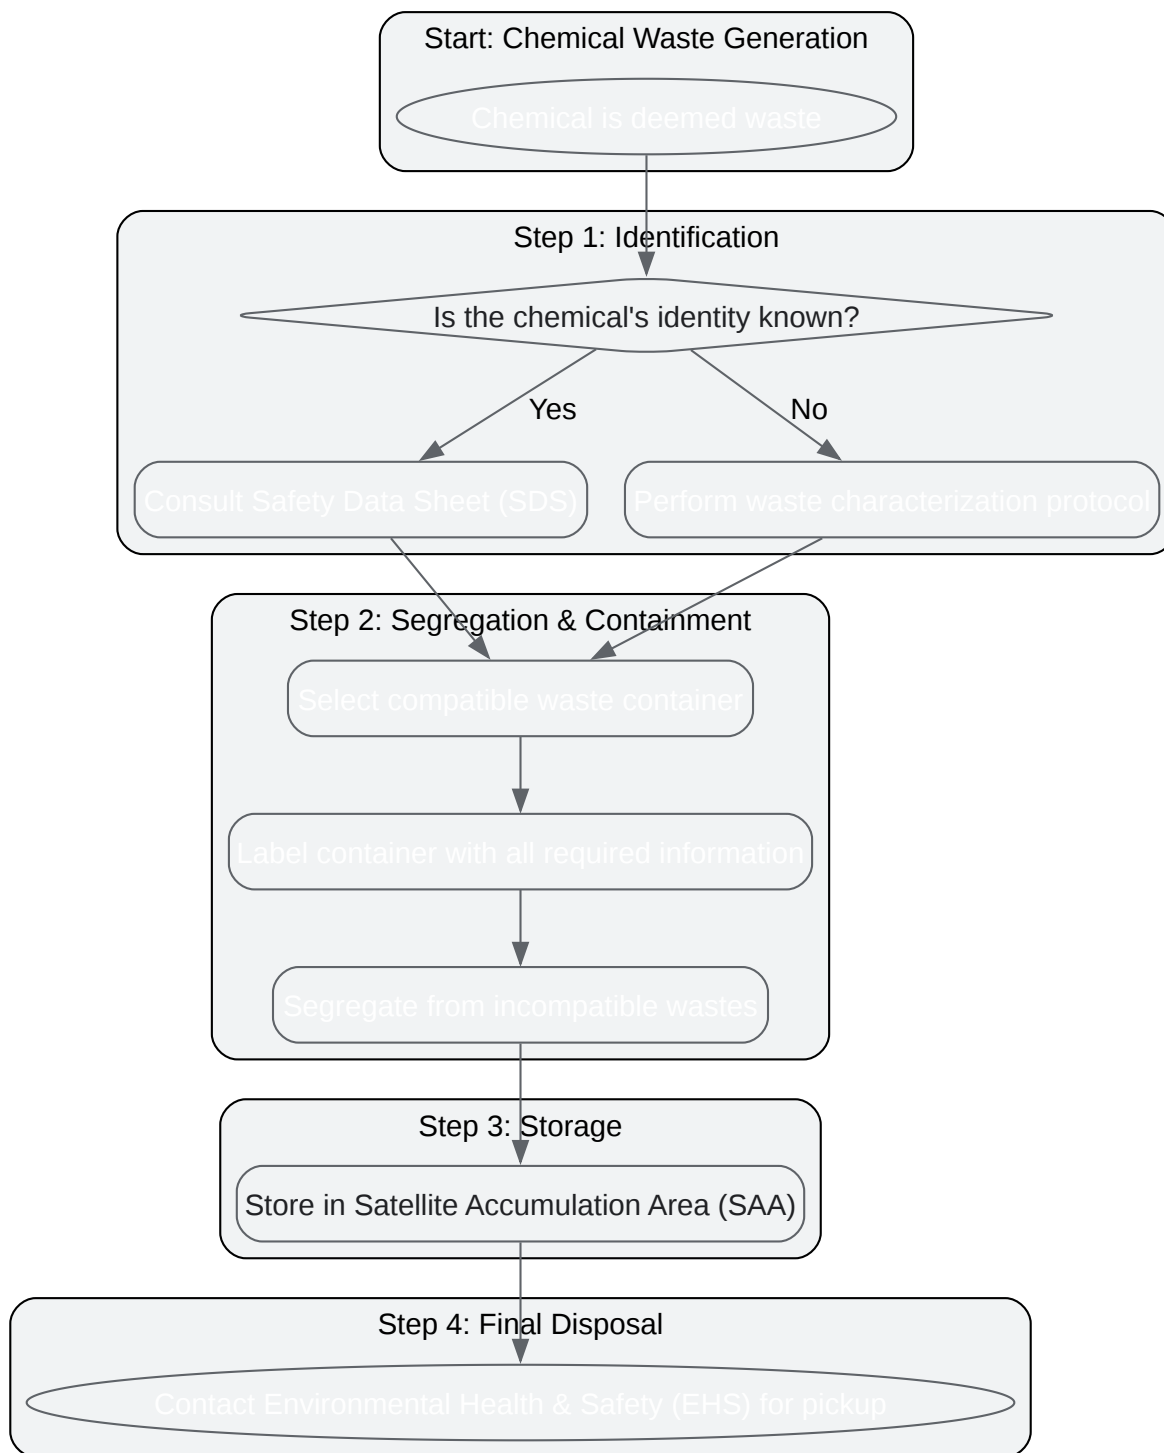 Start: Chemical Waste Generation
Chemical is deemed waste
Step 1: Identification
Is the chemical's identity known?
Yes
No
Consult Safety Data Sheet (SDS)
Perform waste characterization protocol
Step 2: Segregation & Containment
Select compatible waste container
Label container with all required information
Segregate from incompatible wastes
Step 3: Storage
Store in Satellite Accumulation Area (SAA)
Step 4: Final Disposal
Contact Environmental Health & Safety (EHS) for pickup